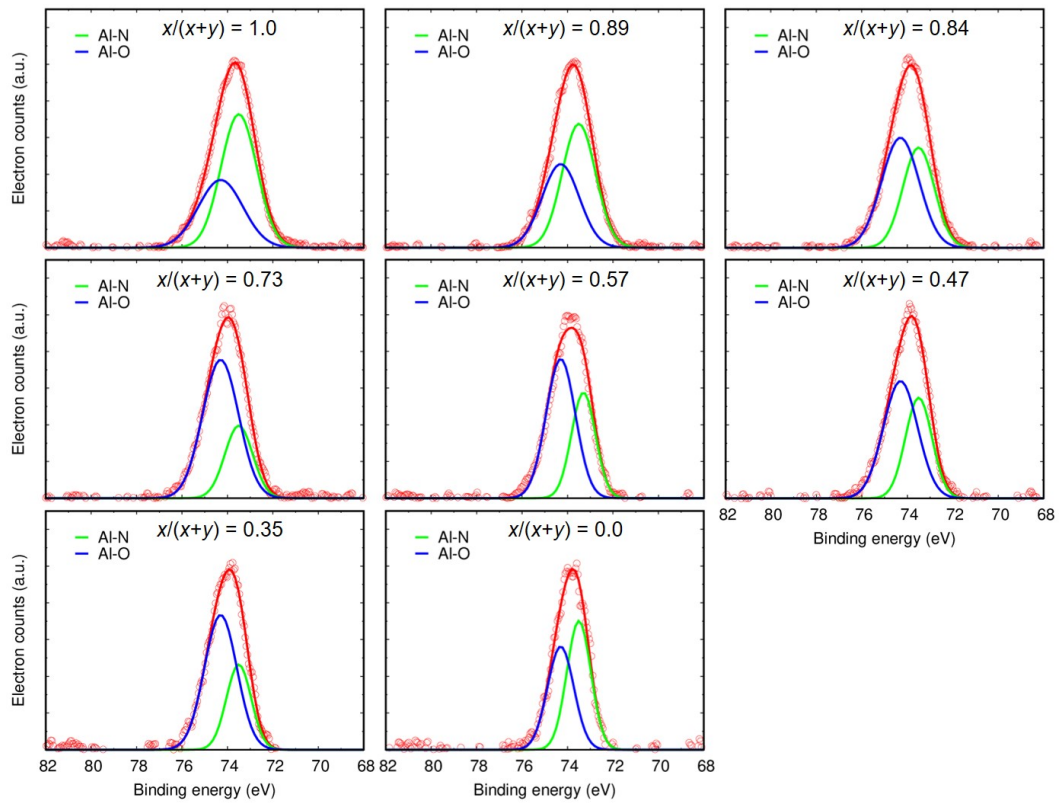 x/(x+y) = 1.0
Al-N
Al-O
Electron counts (a.u.)
x/(x+y) = 0.89
Al-N
Al-O
x/(x+y) = 0.84
Al-N
Al-O
x/(x+y) = 0.73
Al-N
Al-O
Electron counts (a.u.)
x/(x+y) = 0.57
Al-N
Al-O
x/(x+y) = 0.47
Al-N
Al-O
82 80 78 76 74 72 70 68
Binding energy (eV)
x/(x+y) = 0.35
Al-N
Al-O
Electron counts (a.u.)
82 80 78 76 74 72 70 68
Binding energy (eV)
x/(x+y) = 0.0
Al-N
Al-O
82 80 78 76 74 72 70 68
Binding energy (eV)